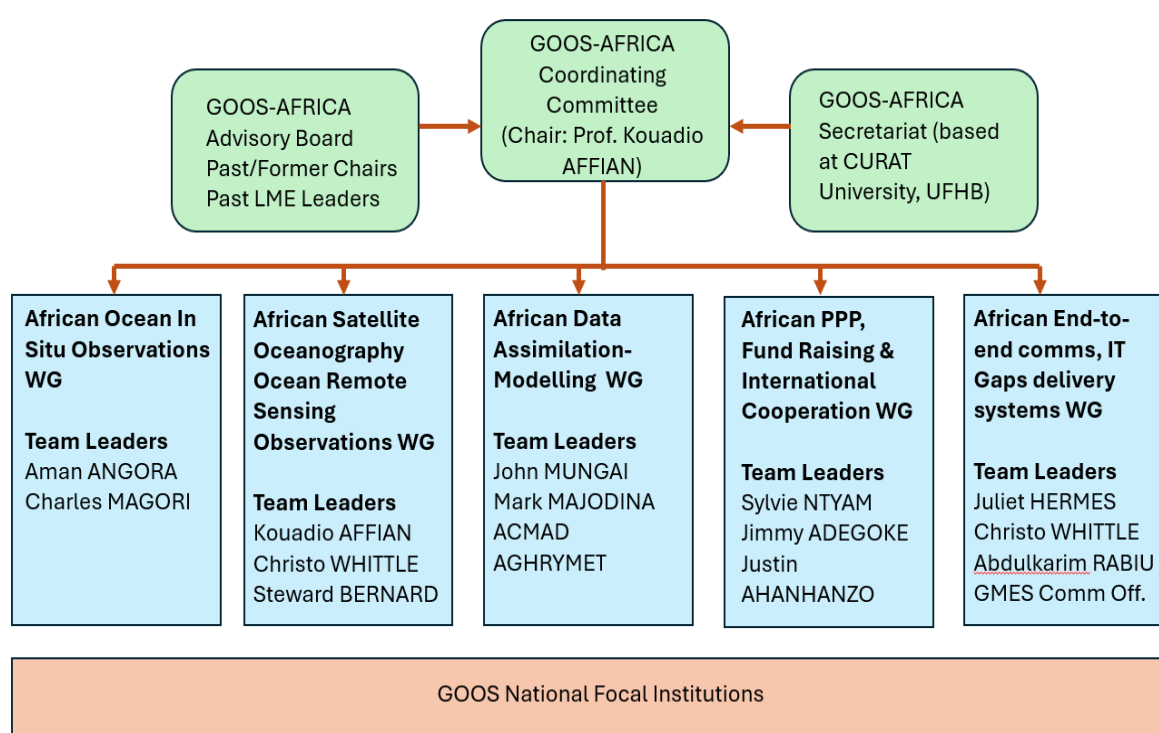 GOOS-AFRICA
Coordinating
Committee
(Chair: Prof. Kouadio
AFFIAN)
GOOS-AFRICA
Advisory Board
Past/Former Chairs
Past LME Leaders
GOOS-AFRICA
Secretariat (based
at CURAT
University, UFHB)
African Ocean In
Situ Observations
WG
Team Leaders
Aman ANGORA
Charles MAGORI
African Satellite
Oceanography
Ocean Remote
Sensing
Observations WG
Team Leaders
Kouadio AFFIAN
Christo WHITTLE
Steward BERNARD
African Data
Assimilation-
Modelling WG
Team Leaders
John MUNGAI
Mark MAJODINA
ACMAD
AGHRYMET
African PPP,
Fund Raising &
International
Cooperation WG
Team Leaders
Sylvie NTYAM
Jimmy ADEGOKE
Justin
AHANHANZO
African End-to-
end comms, IT
Gaps delivery
systems WG
Team Leaders
Juliet HERMES
Christo WHITTLE
Abdulkarim RABIU
GMES Comm Off.
GOOS National Focal Institutions